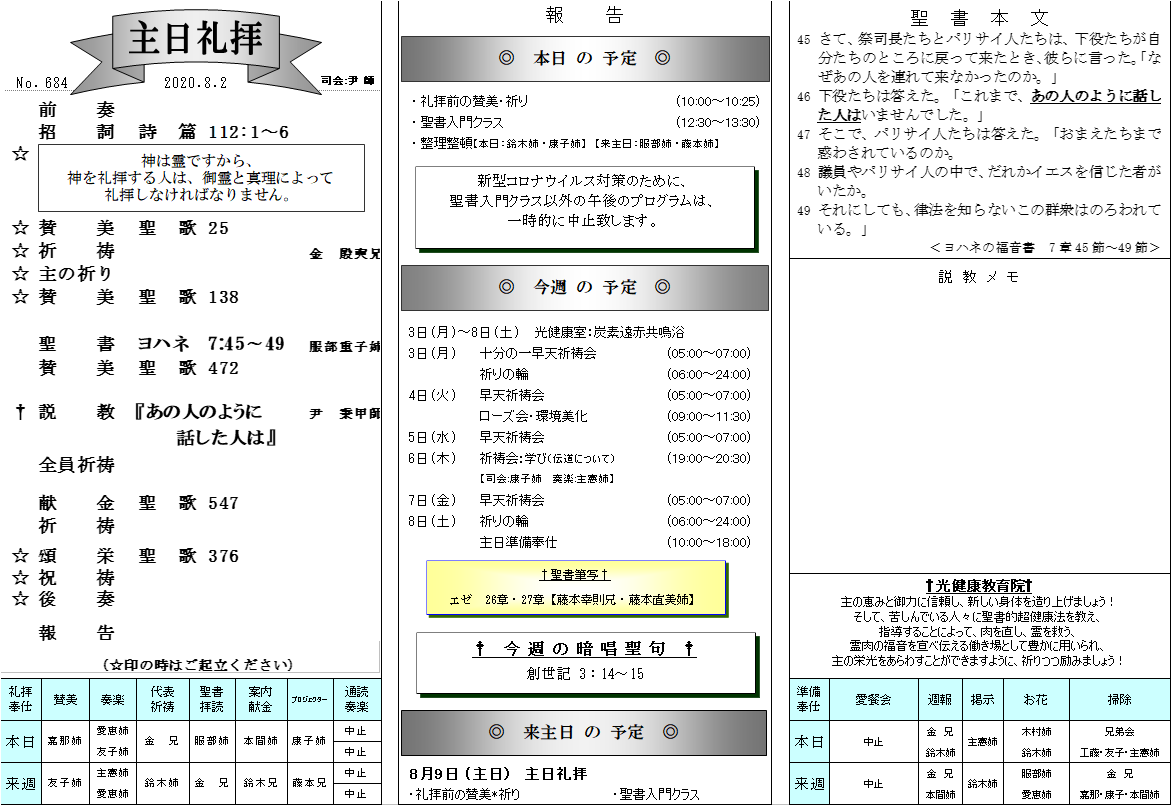 主日礼拝
No. 684
2020.8.2
司会:尹 師
前 奏
招 詞 詩 篇 112:1～6
☆
神は霊ですから、
神を礼拝する人は、御霊と真理によって
礼拝しなければなりません。
☆ 賛 美 聖 歌 25
☆ 祈 祷 金 殷実兄
☆ 主の祈り
☆ 賛 美 聖 歌 138
聖 書 ヨハネ 7:45～49 服部重子姉
賛 美 聖 歌 472
† 説 教 『あの人のように 尹 秉甲師
話した人は』
全員祈祷
献 金 聖 歌 547
祈 祷
☆ 頌 栄 聖 歌 376
☆ 祝 祷
☆ 後 奏
報 告
(☆印の時はご起立ください)
礼拝奉仕 賛美 奏楽 代表祈祷 聖書拝読 案内献金 プロジェクター 通読奏楽
本日 嘉那姉 愛恵姉 友子姉 金 兄 服部姉 本間姉 康子姉 中止 中止
来週 友子姉 主恵姉 愛恵姉 鈴木姉 金 兄 鈴木兄 藤本兄 中止 中止
報 告
◎ 本日 の 予定 ◎
・礼拝前の賛美・祈り (10:00～10:25)
・聖書入門クラス (12:30～13:30)
・整理整頓【本日:鈴木姉・康子姉】【来主日:服部姉・藤本姉】
新型コロナウイルス対策のために、
聖書入門クラス以外の午後のプログラムは、
一時的に中止致します。
◎ 今週 の 予定 ◎
3日(月)～8日(土) 光健康室:炭素遠赤共鳴浴
3日(月) 十分の一早天祈祷会 (05:00～07:00)
祈りの輪 (06:00～24:00)
4日(火) 早天祈祷会 (05:00～07:00)
ローズ会・環境美化 (09:00～11:30)
5日(水) 早天祈祷会 (05:00～07:00)
6日(木) 祈祷会:学び(伝道について) (19:00～20:30)
【司会:康子姉 奏楽:主憲姉】
7日(金) 早天祈祷会 (05:00～07:00)
8日(土) 祈りの輪 (06:00～24:00)
主日準備奉仕 (10:00～18:00)
†聖書筆写†
エゼ 26章・27章【藤本幸則兄・藤本直美姉】
† 今週の暗唱聖句 †
創世記 3：14～15
◎ 来主日 の 予定 ◎
8月9日（主日） 主日礼拝
・礼拝前の賛美*祈り ・聖書入門クラス
聖書本文
45 さて、祭司長たちとパリサイ人たちは、下役たちが自
分たちのところに戻って来たとき、彼らに言った。「な
ぜあの人を連れて来なかったのか。」
46 下役たちは答えた。「これまで、あの人のように話し
た人はいませんでした。」
47 そこで、パリサイ人たちは答えた。「おまえたちまで
惑わされているのか。
48 議員やパリサイ人の中で、だれかイエスを信じた者が
いたか。
49 それにしても、律法を知らないこの群衆はのろわれて
いる。」
＜ヨハネの福音書 7章45節～49節＞
説教メモ
†光健康教育院†
主の恵みと御力に信頼し、新しい身体を造り上げましょう！
そして、苦しんでいる人々に聖書的超健康法を教え、
指導することによって、肉を直し、霊を救う、
霊肉の福音を宣べ伝える働き場として豊かに用いられ、
主の栄光をあらわすことができますように、祈りつつ励みましょう！
準備奉仕 愛餐会 週報 掲示 お花 掃除
本日 中止 金 兄 鈴木姉 主憲姉 木村姉 鈴木姉 兄弟会 工藤・友子・主憲姉
来週 中止 金 兄 本間姉 鈴木姉 服部姉 愛恵姉 金 兄 嘉那・康子・本間姉